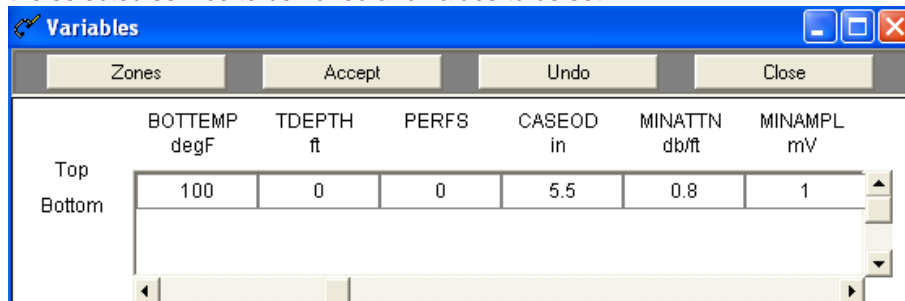 Variables
Zones Accept Undo Close
BOTTEMP TDEPTH PERFS CASEOD MINATTN MINAMPL
degF ft in db/ft mV
Top
Bottom
100 0 0 5.5 0.8 1